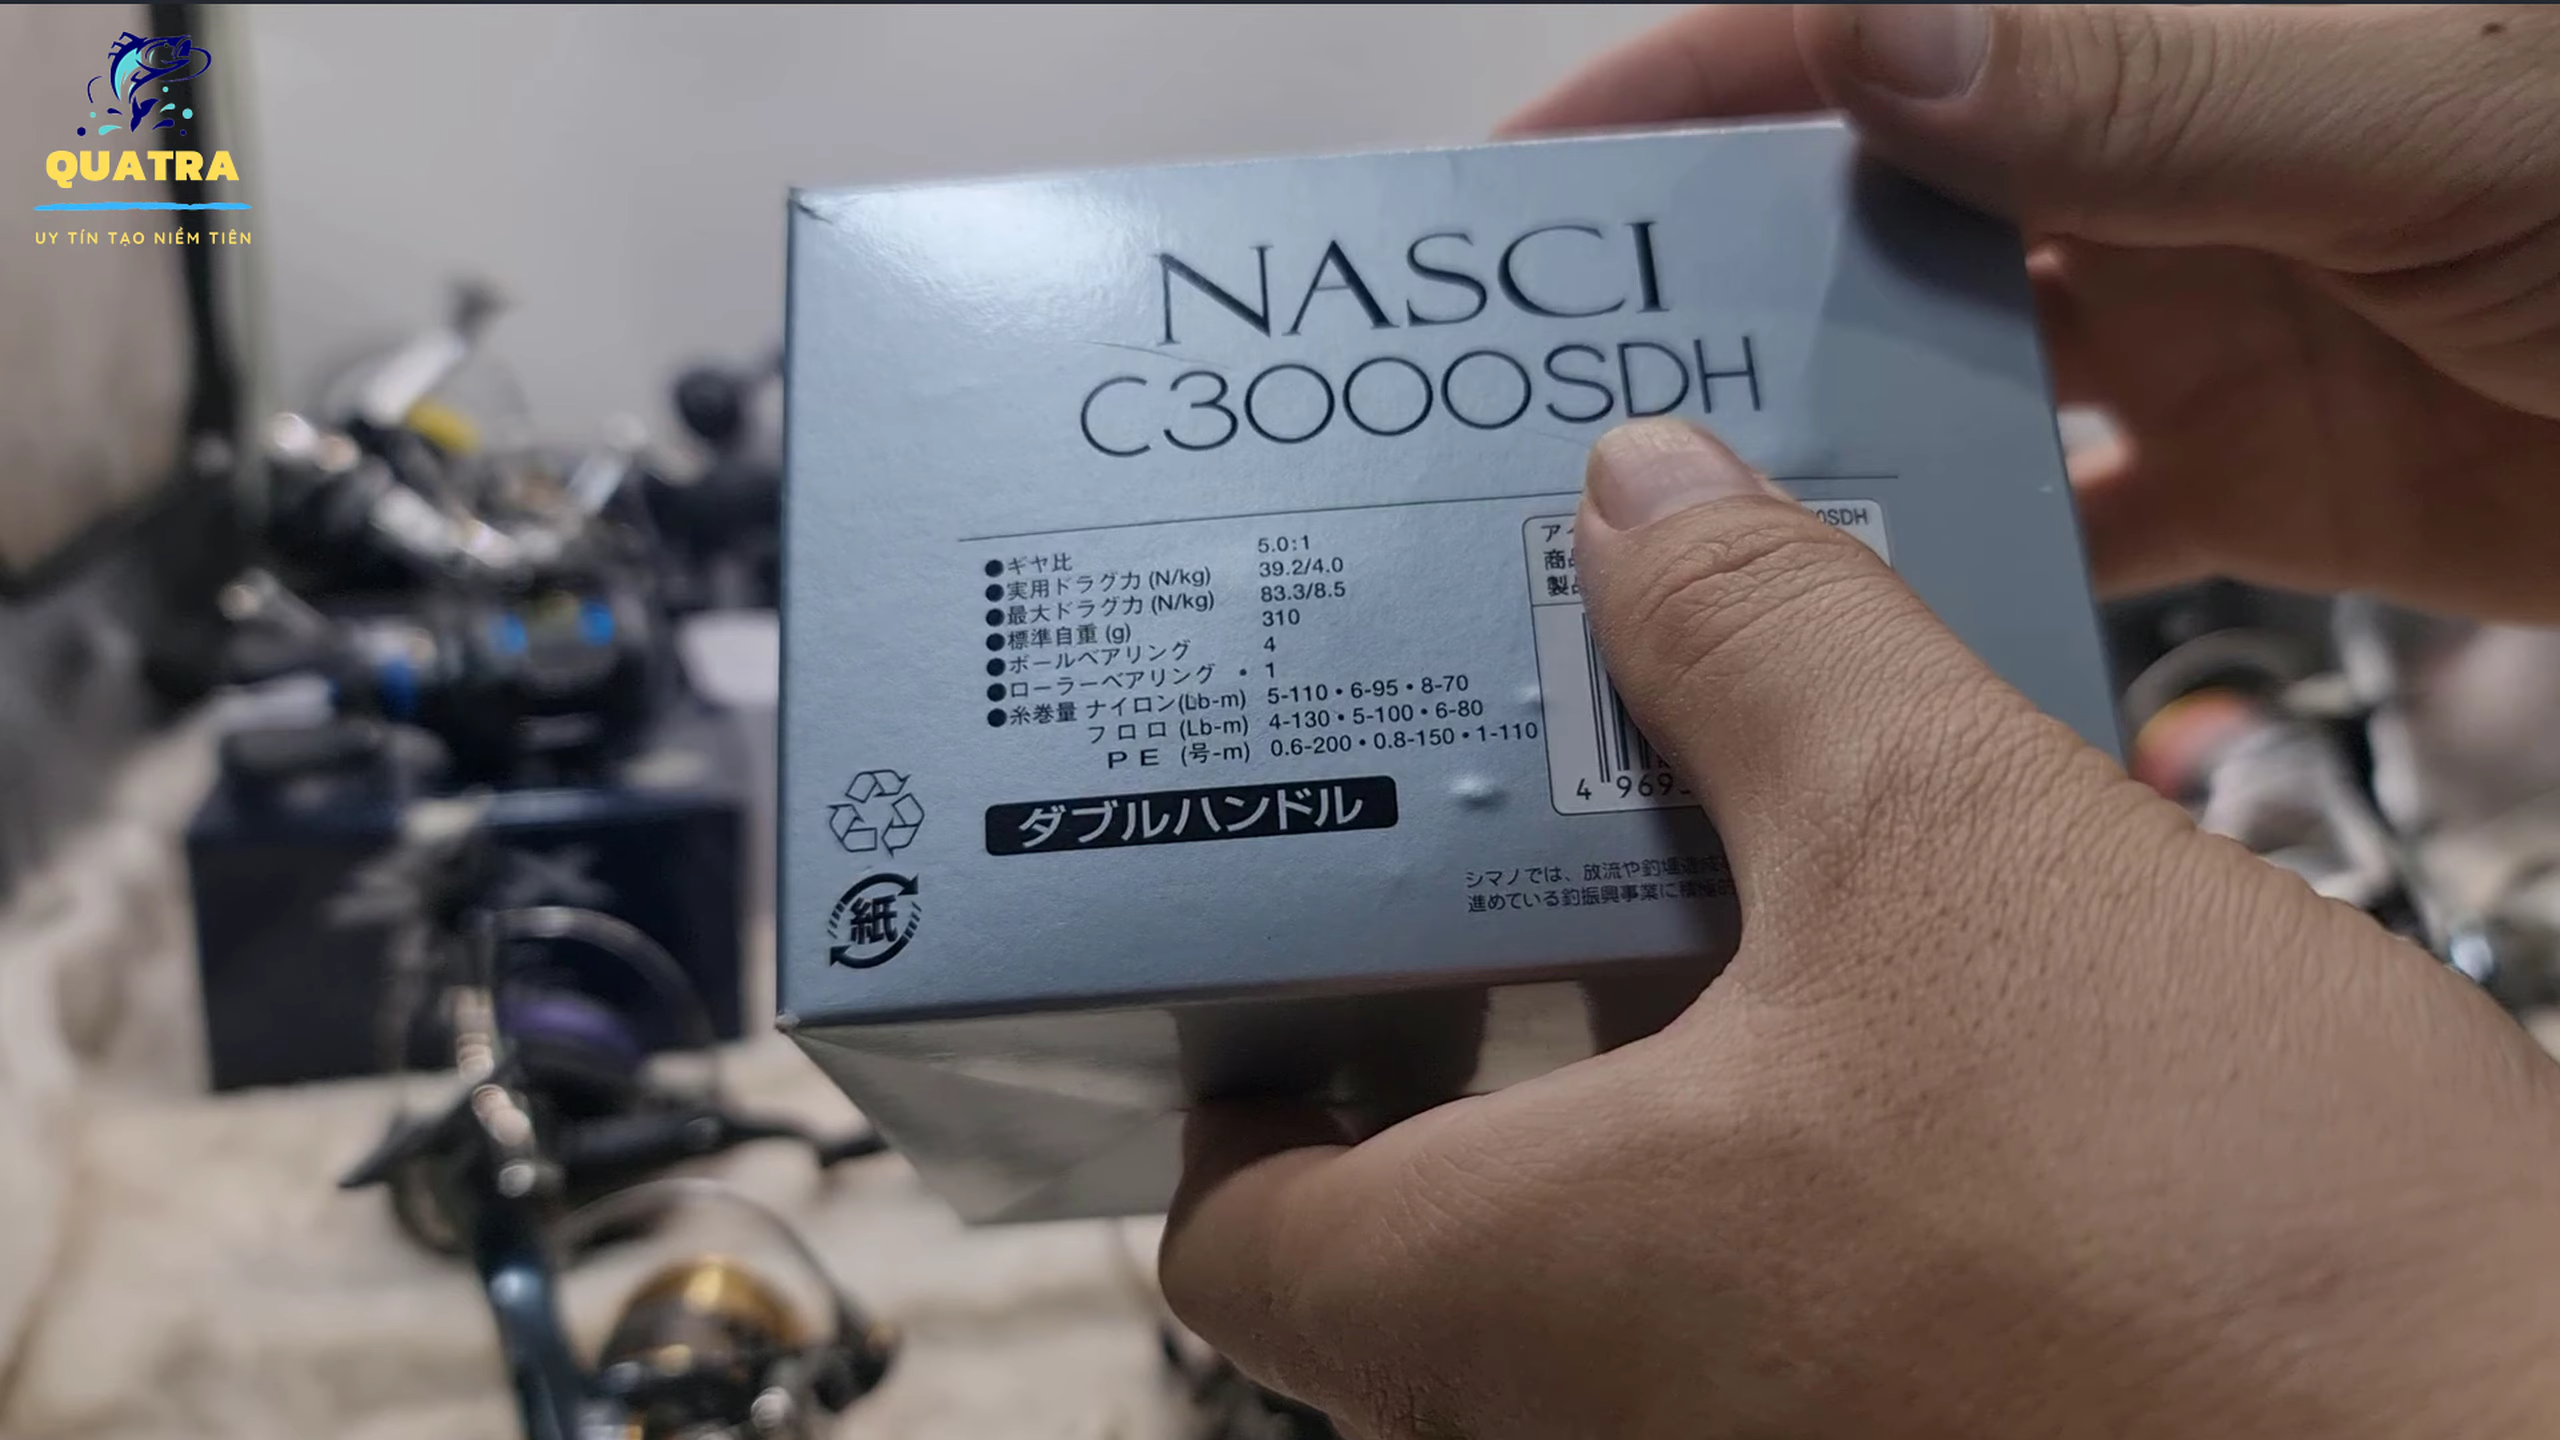 QUATRA
UY TÍN TẠO NIỀM TIÊN
NASCI
C3000SDH
●ギヤ比 5.0:1
●実用ドラグ力 (N/kg) 39.2/4.0
●最大ドラグ力 (N/kg) 83.3/8.5
●標準自重 (g) 310
●ボールベアリング 4
●ローラーベアリング • 1
●糸巻量 ナイロン(Lb-m) 5-110 • 6-95 • 8-70
フロロ (Lb-m) 4-130 • 5-100 • 6-80
PE (号-m) 0.6-200 • 0.8-150 • 1-110
0SDH
4 969
ダブルハンドル
シマノでは、放流や釣場
進めている釣振興事業に
紙